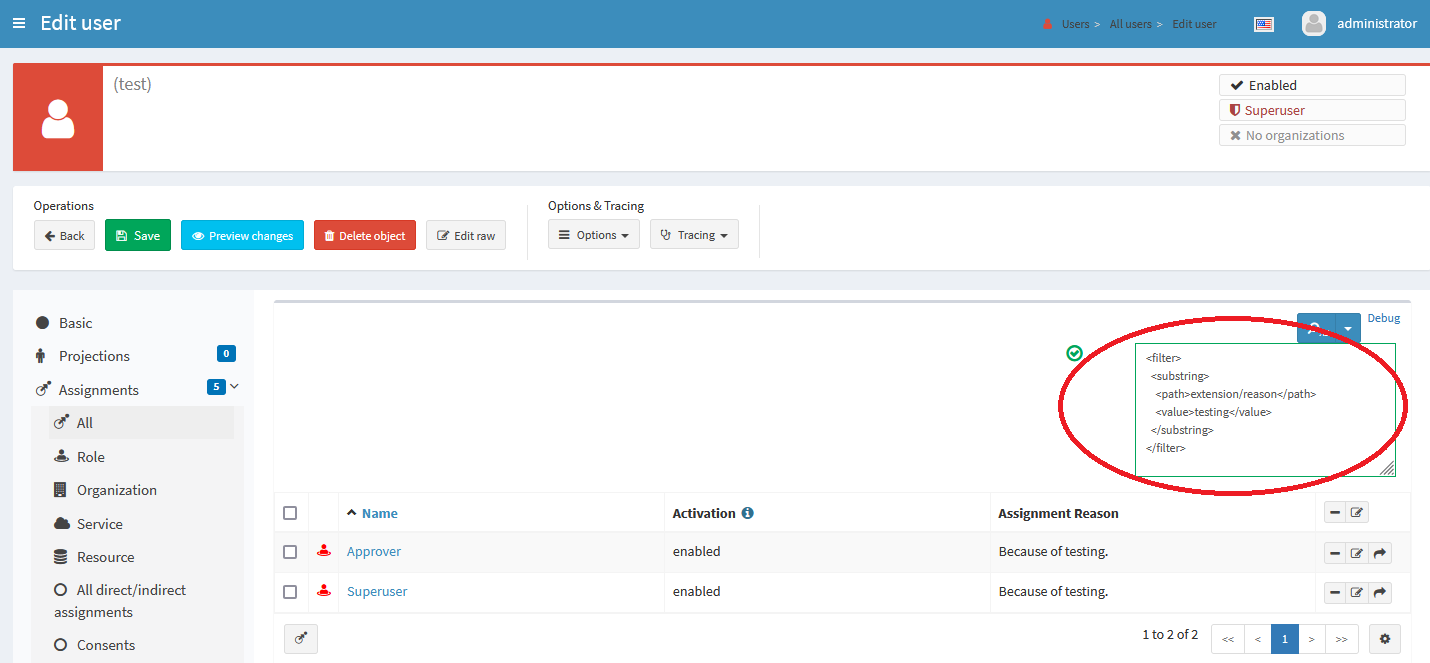 Edit user
Users > All users > Edit user
administrator
(test)
Enabled
Superuser
No organizations
Operations
Back Save Preview changes Delete object Edit raw
Options & Tracing
Options Tracing
Basic
Projections 0
Assignments 5
All
Role
Organization
Service
Resource
All direct/indirect
assignments
Consents
Debug
<filter>
<substring>
<path>extension/reason</path>
<value>testing</value>
</substring>
</filter>
Name Activation Assignment Reason
Approver enabled Because of testing.
Superuser enabled Because of testing.
1 to 2 of 2 << < 1 > >>